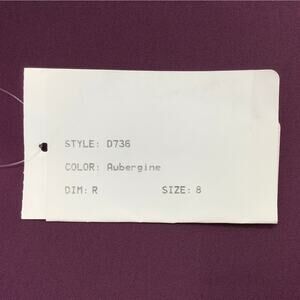 STYLE: D736
COLOR: Aubergine
DIM: R SIZE: 8